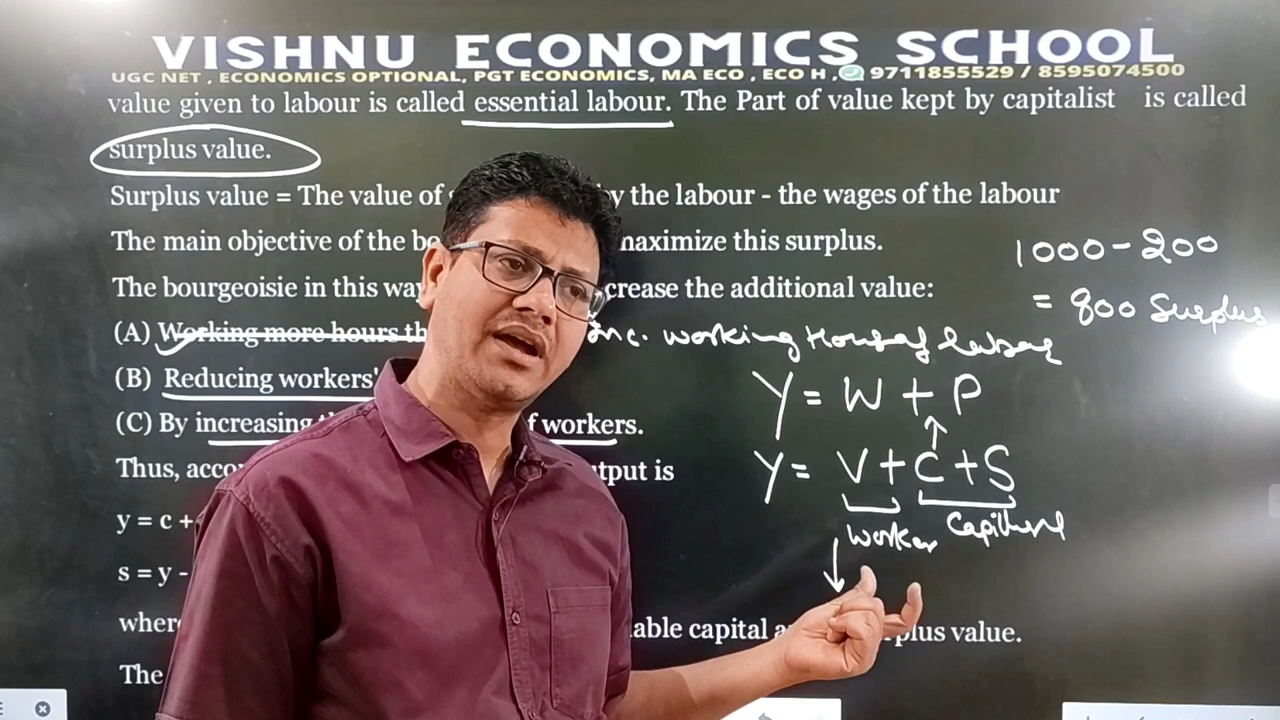 VISHNU ECONOMICS SCHOOL
UGC NET , ECONOMICS OPTIONAL, PGT ECONOMICS, MA ECO , ECO H , 9711855529 / 8595074500
value given to labour is called essential labour. The Part of value kept by capitalist is called
surplus value.
Surplus value = The value of y the labour - the wages of the labour
The main objective of the bo maximize this surplus.
The bourgeoisie in this way crease the additional value:
(A) Working more hours th Inc. working Hours of labour
(B) Reducing workers'
(C) By increasing f workers.
Thus, acco tput is
y = c +
s = y -
wher able capital a plus value.
The
1000 - 200
= 800 Surplus
Y = W + P
Y = V + C + S
Worker